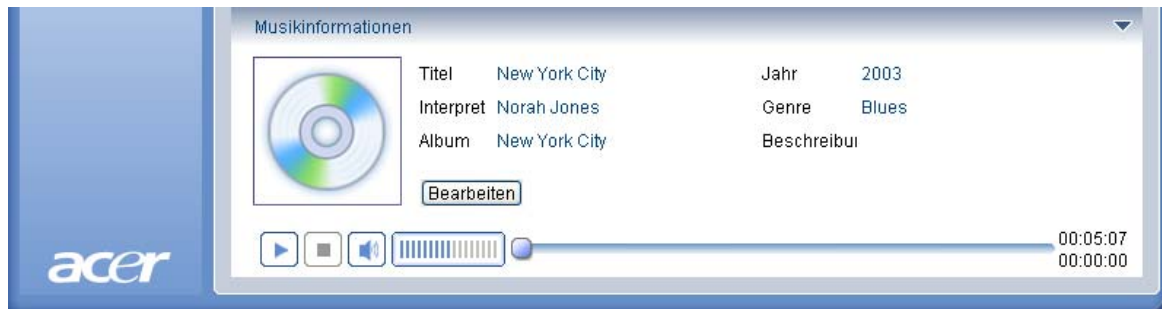 Musikinformationen
Titel New York City Jahr 2003
Interpret Norah Jones Genre Blues
Album New York City Beschreibui
Bearbeiten
00:05:07
00:00:00
acer